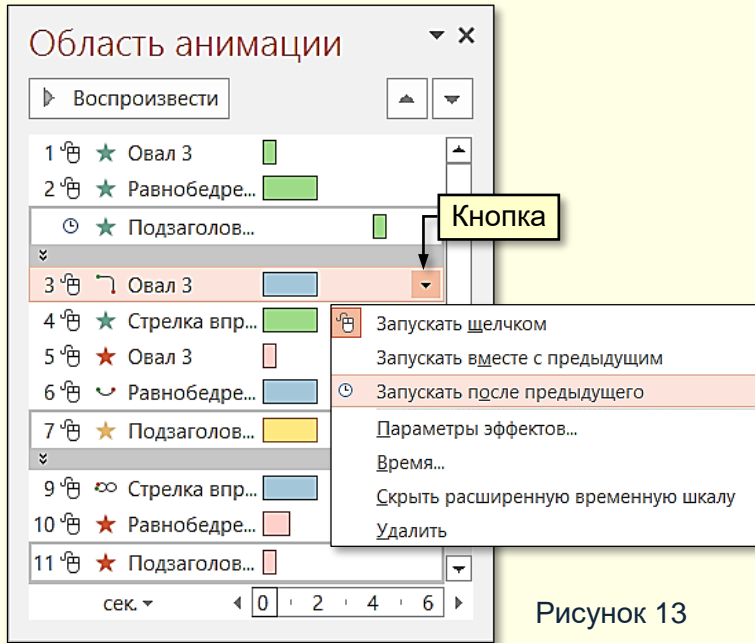 Область анимации
Воспроизвести
1 Овал 3
2 Равнобедре...
Подзаголов...
Кнопка
3 Овал 3
4 Стрелка впр...
5 Овал 3
6 Равнобедре...
7 Подзаголов...
9 Стрелка впр...
10 Равнобедре...
11 Подзаголов...
Запускать щелчком
Запускать вместе с предыдущим
Запускать после предыдущего
Параметры эффектов...
Время...
Скрыть расширенную временную шкалу
Удалить
сек. 0 2 4 6
Рисунок 13